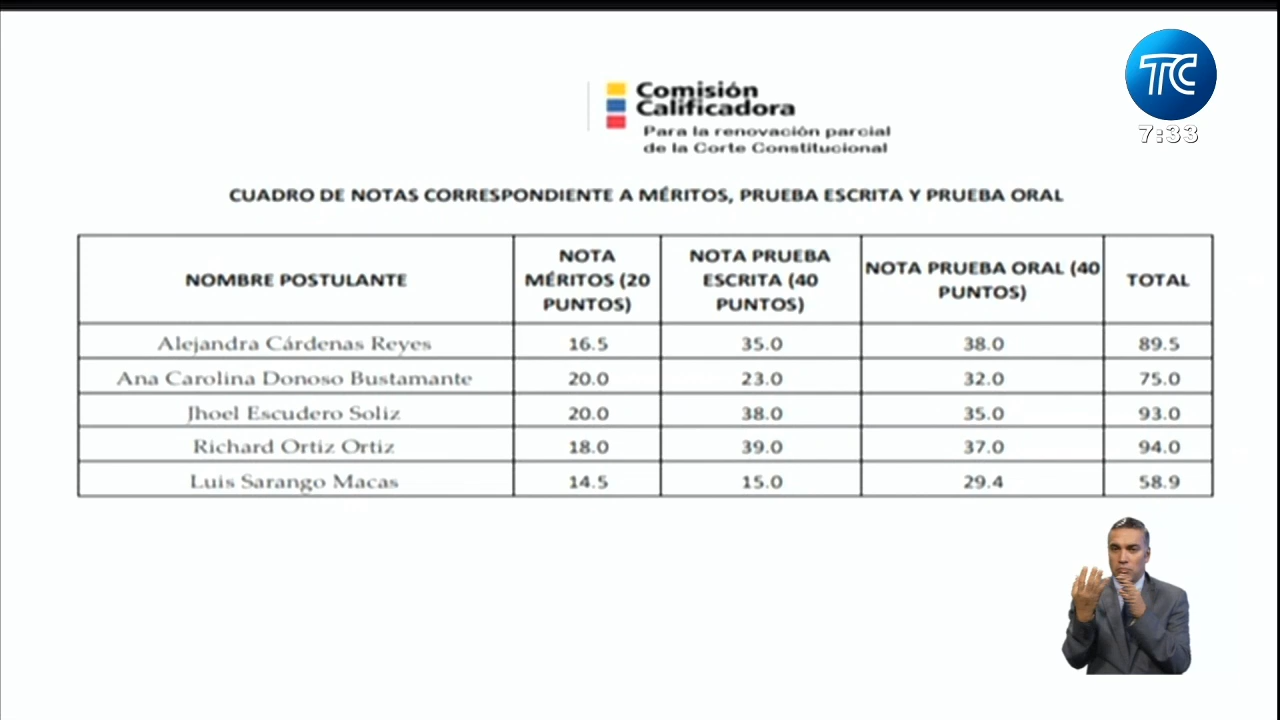 TC
7:33
Comisión
Calificadora
Para la renovación parcial
de la Corte Constitucional
CUADRO DE NOTAS CORRESPONDIENTE A MÉRITOS, PRUEBA ESCRITA Y PRUEBA ORAL
NOMBRE POSTULANTE
NOTA
MÉRITOS (20
PUNTOS)
NOTA PRUEBA
ESCRITA (40
PUNTOS)
NOTA PRUEBA ORAL (40
PUNTOS)
TOTAL
Alejandra Cárdenas Reyes 16.5 35.0 38.0 89.5
Ana Carolina Donoso Bustamante 20.0 23.0 32.0 75.0
Jhoel Escudero Soliz 20.0 38.0 35.0 93.0
Richard Ortiz Ortiz 18.0 39.0 37.0 94.0
Luis Sarango Macas 14.5 15.0 29.4 58.9